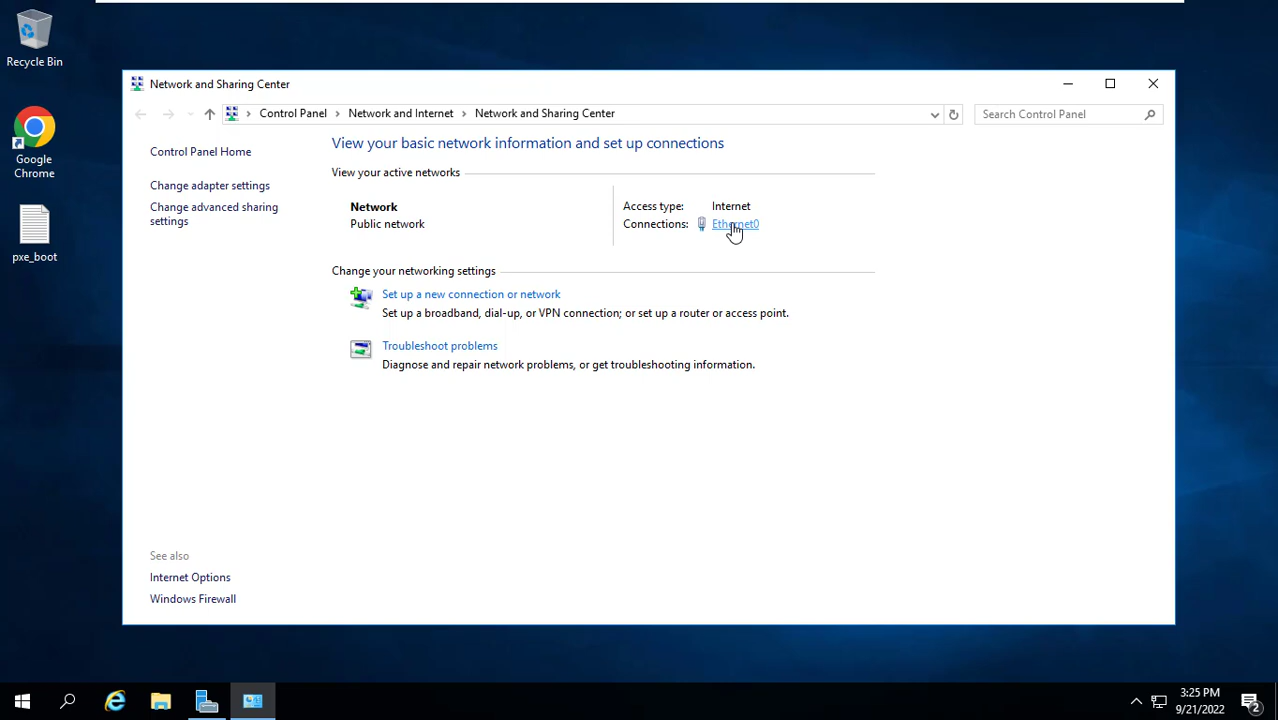 Recycle Bin
Google
Chrome
pxe_boot
Network and Sharing Center
Control Panel
Network and Internet
Network and Sharing Center
Search Control Panel
Control Panel Home
Change adapter settings
Change advanced sharing
settings
View your basic network information and set up connections
View your active networks
Network
Public network
Access type: Internet
Connections: Ethernet0
Change your networking settings
Set up a new connection or network
Set up a broadband, dial-up, or VPN connection; or set up a router or access point.
Troubleshoot problems
Diagnose and repair network problems, or get troubleshooting information.
See also
Internet Options
Windows Firewall
3:25 PM
9/21/2022
2